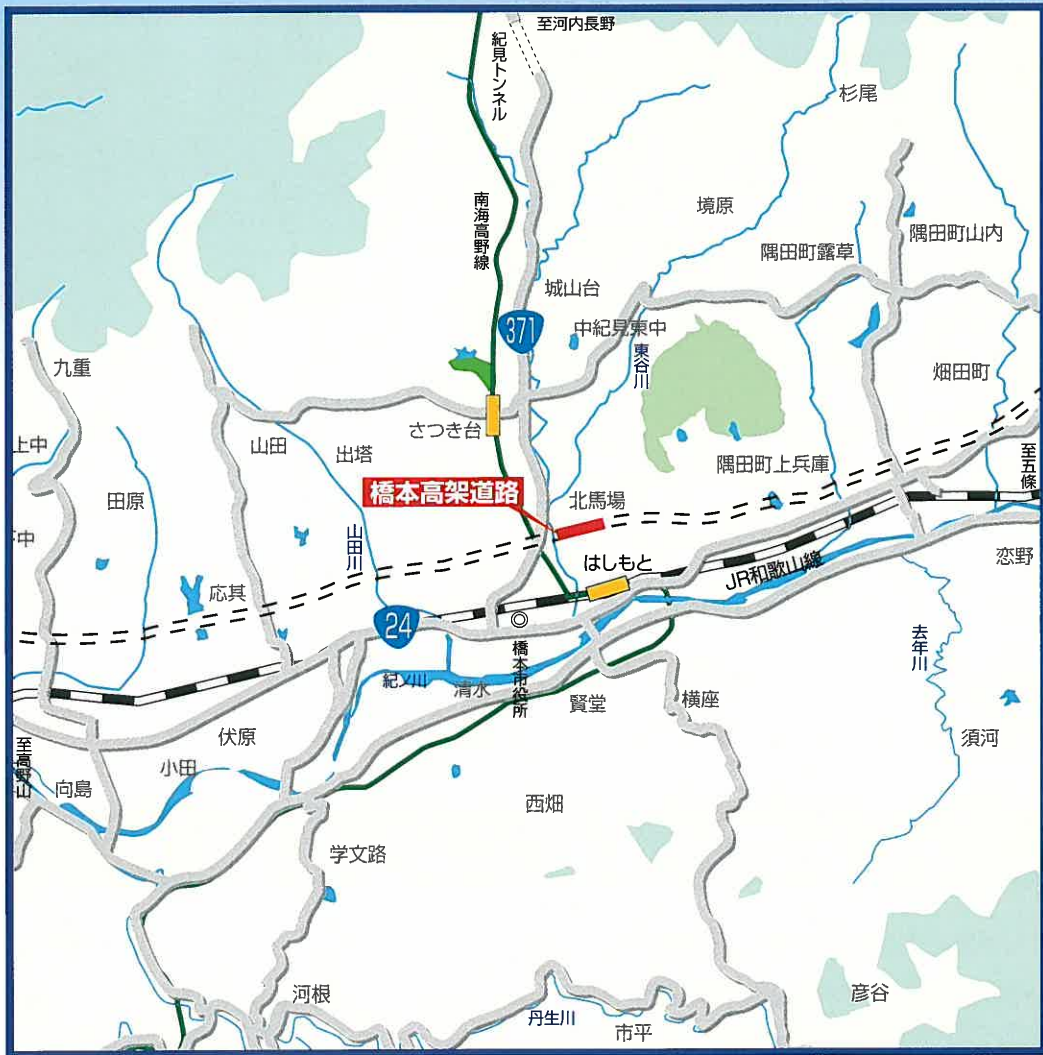 至河内長野
紀見トンネル
杉尾
南海高野線
境原
隅田町山内
隅田町露草
城山台
371
中紀見東中
東谷川
九重
畑田町
さつき台
山田
出塔
上中
隅田町上兵庫
至五條
田原
橋本高架道路
北馬場
山田川
中
はしもと
恋野
JR和歌山線
応其
24
橋本市役所
去年川
紀ノ川
清水
賢堂
横座
伏原
須河
至高野山
小田
向島
西畑
学文路
河根
彦谷
丹生川
市平